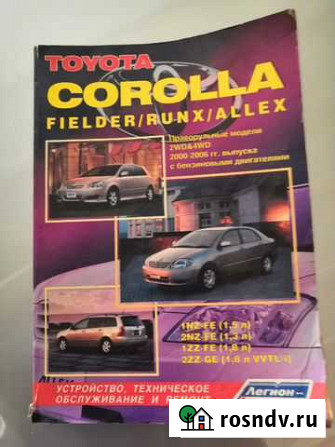 TOYOTA
COROLLA
FIELDER/RUNX/ALLEX
Праворульные модели
2WD&4WD
2000-2006 гг. выпуска
с бензиновыми двигателями
1NZ-FE (1,5 л)
2NZ-FE (1,3 л)
1ZZ-FE (1,8 л)
2ZZ-GE (1,8 л VVTL-i)
УСТРОЙСТВО, ТЕХНИЧЕСКОЕ
ОБСЛУЖИВАНИЕ И РЕМОНТ
Легион
rosndv.ru